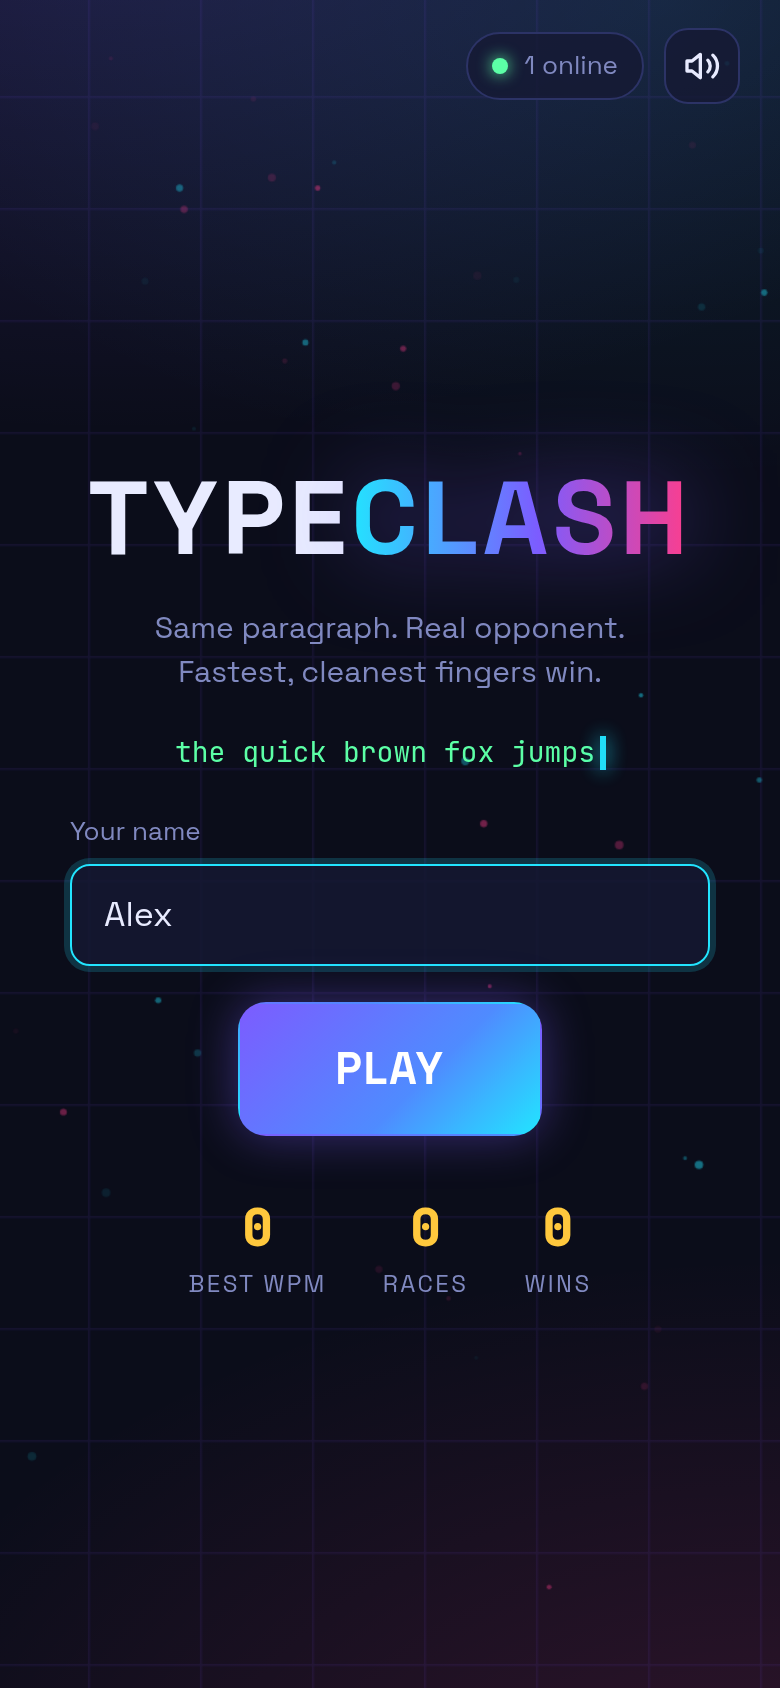 1 online
TYPECLASH
Same paragraph. Real opponent.
Fastest, cleanest fingers win.
the quick brown fox jumps
Your name
Alex
PLAY
0 0 0
BEST WPM RACES WINS